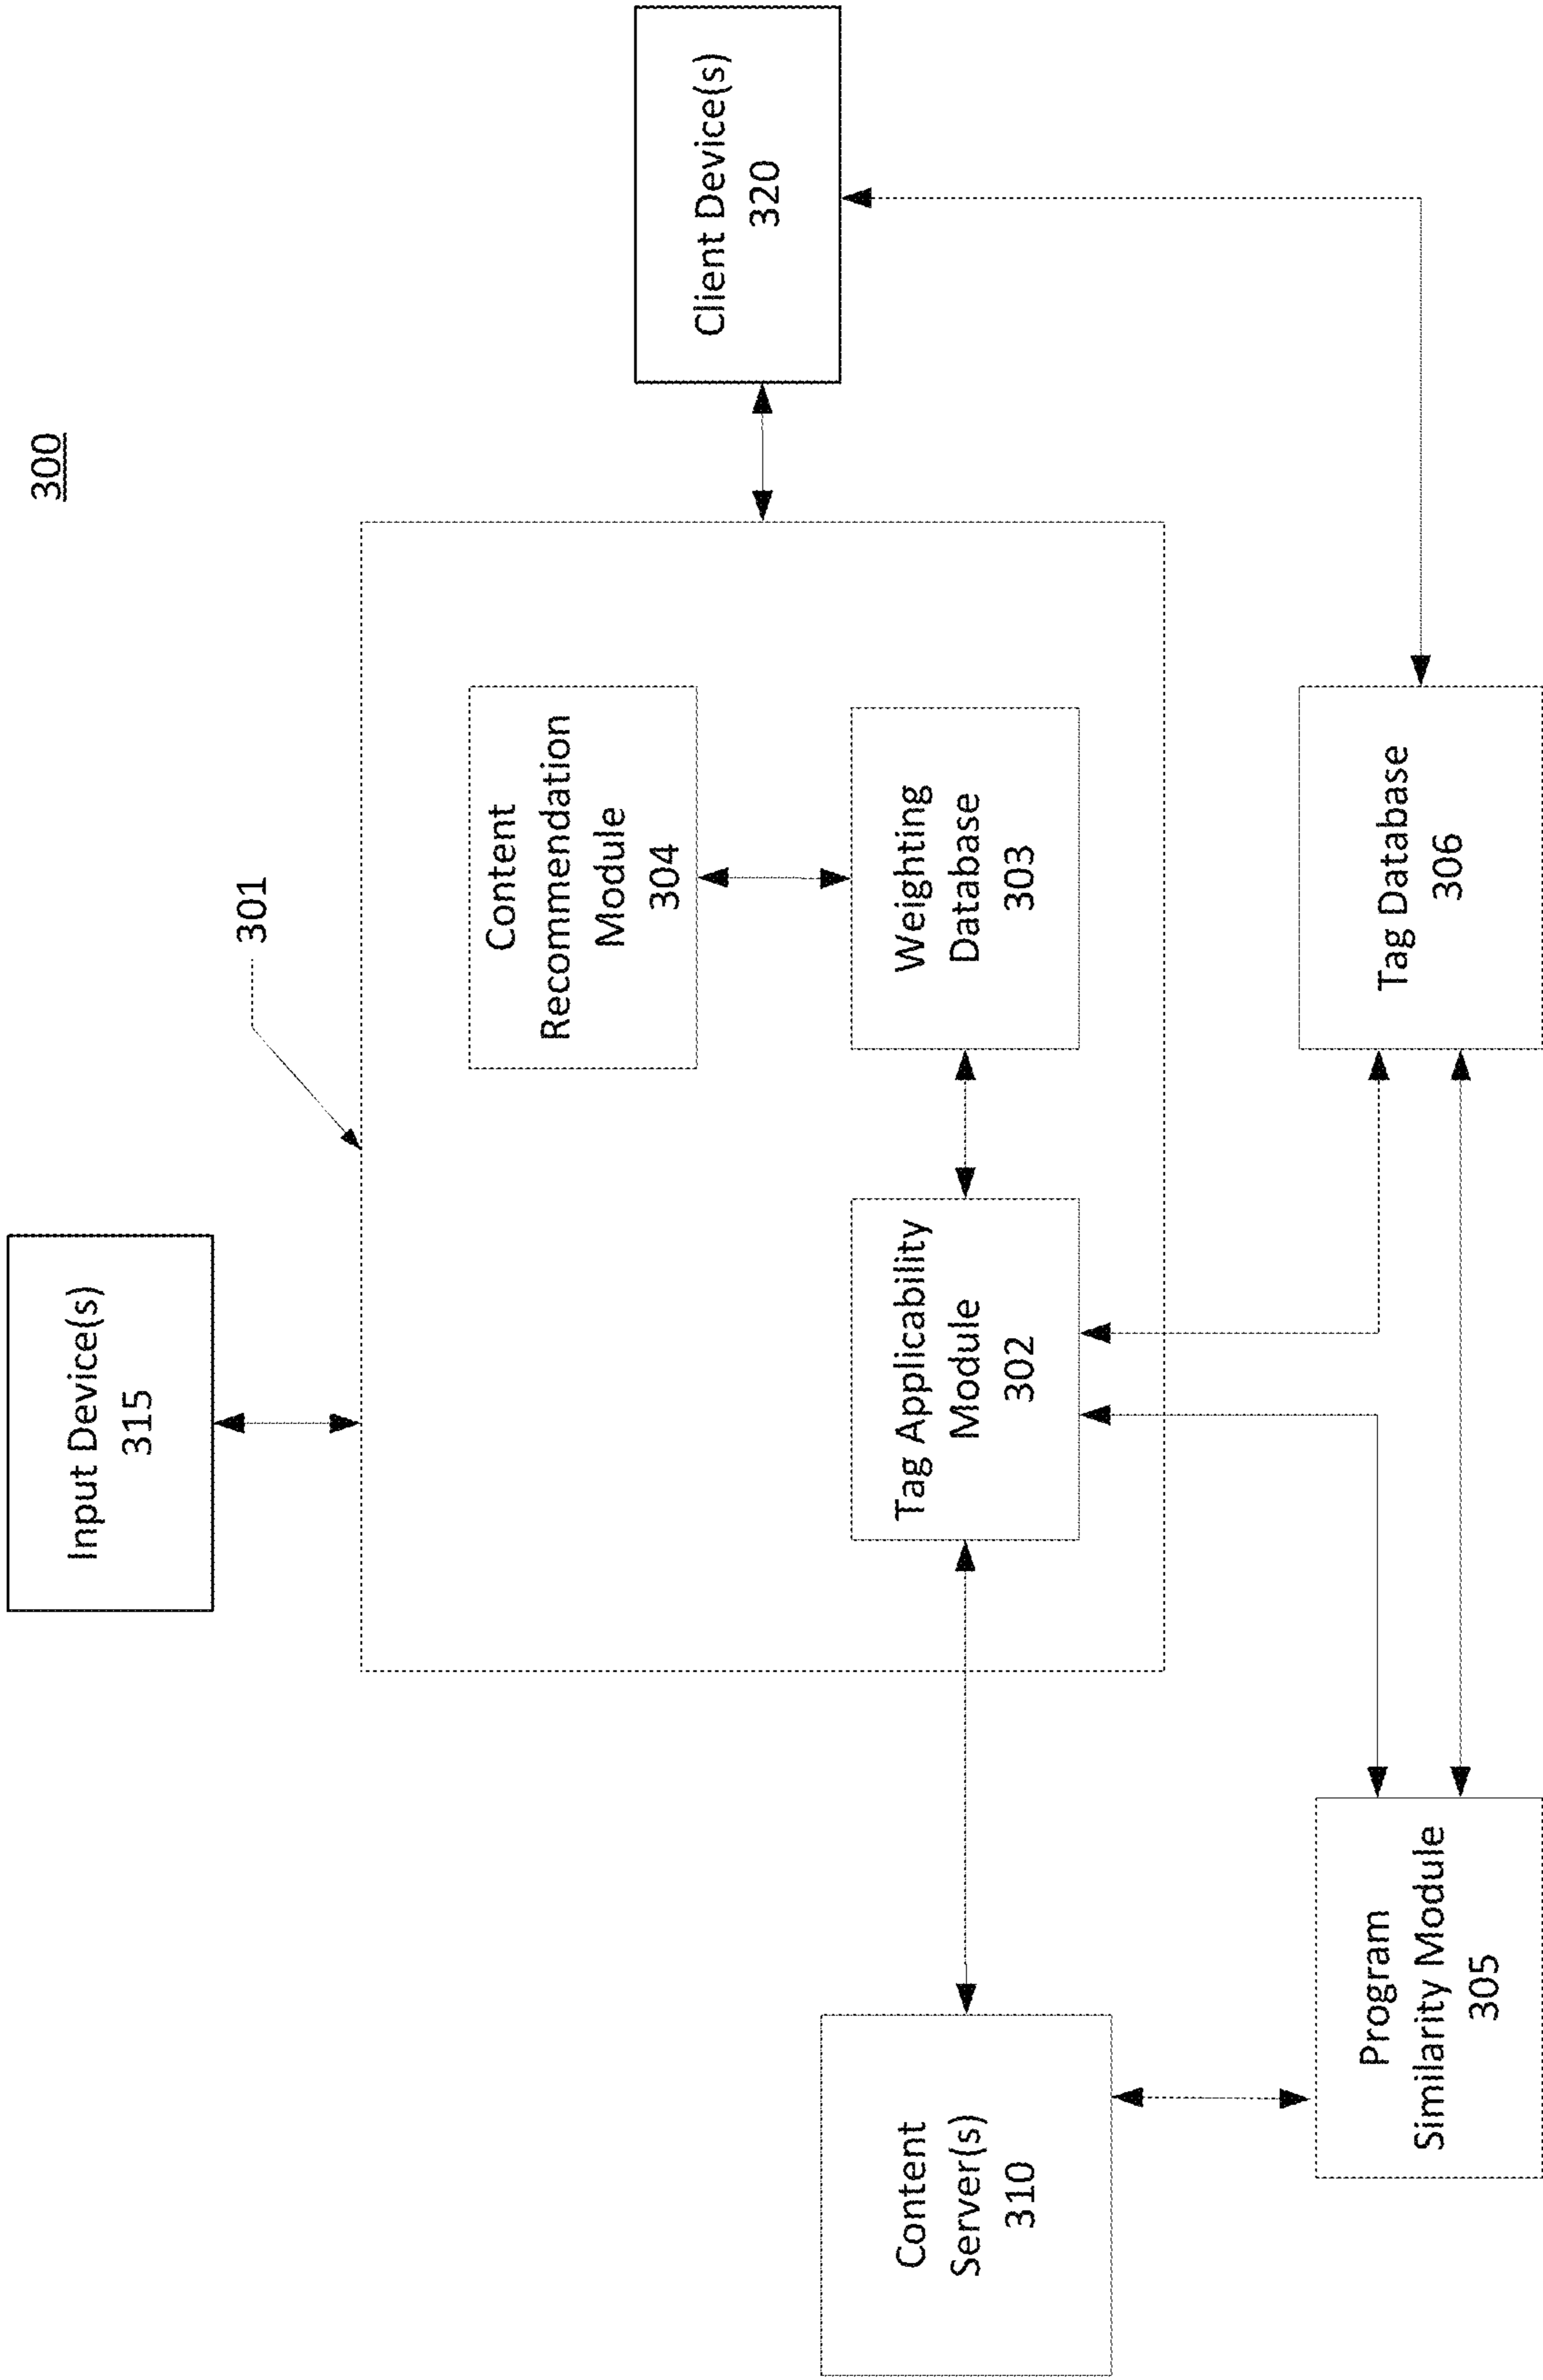 300
Input Device(s)
315
301
Client Device(s)
320
Content
Recommendation
Module
304
Tag Applicability
Module
302
Weighting
Database
303
Content
Server(s)
310
Program
Similarity Module
305
Tag Database
306